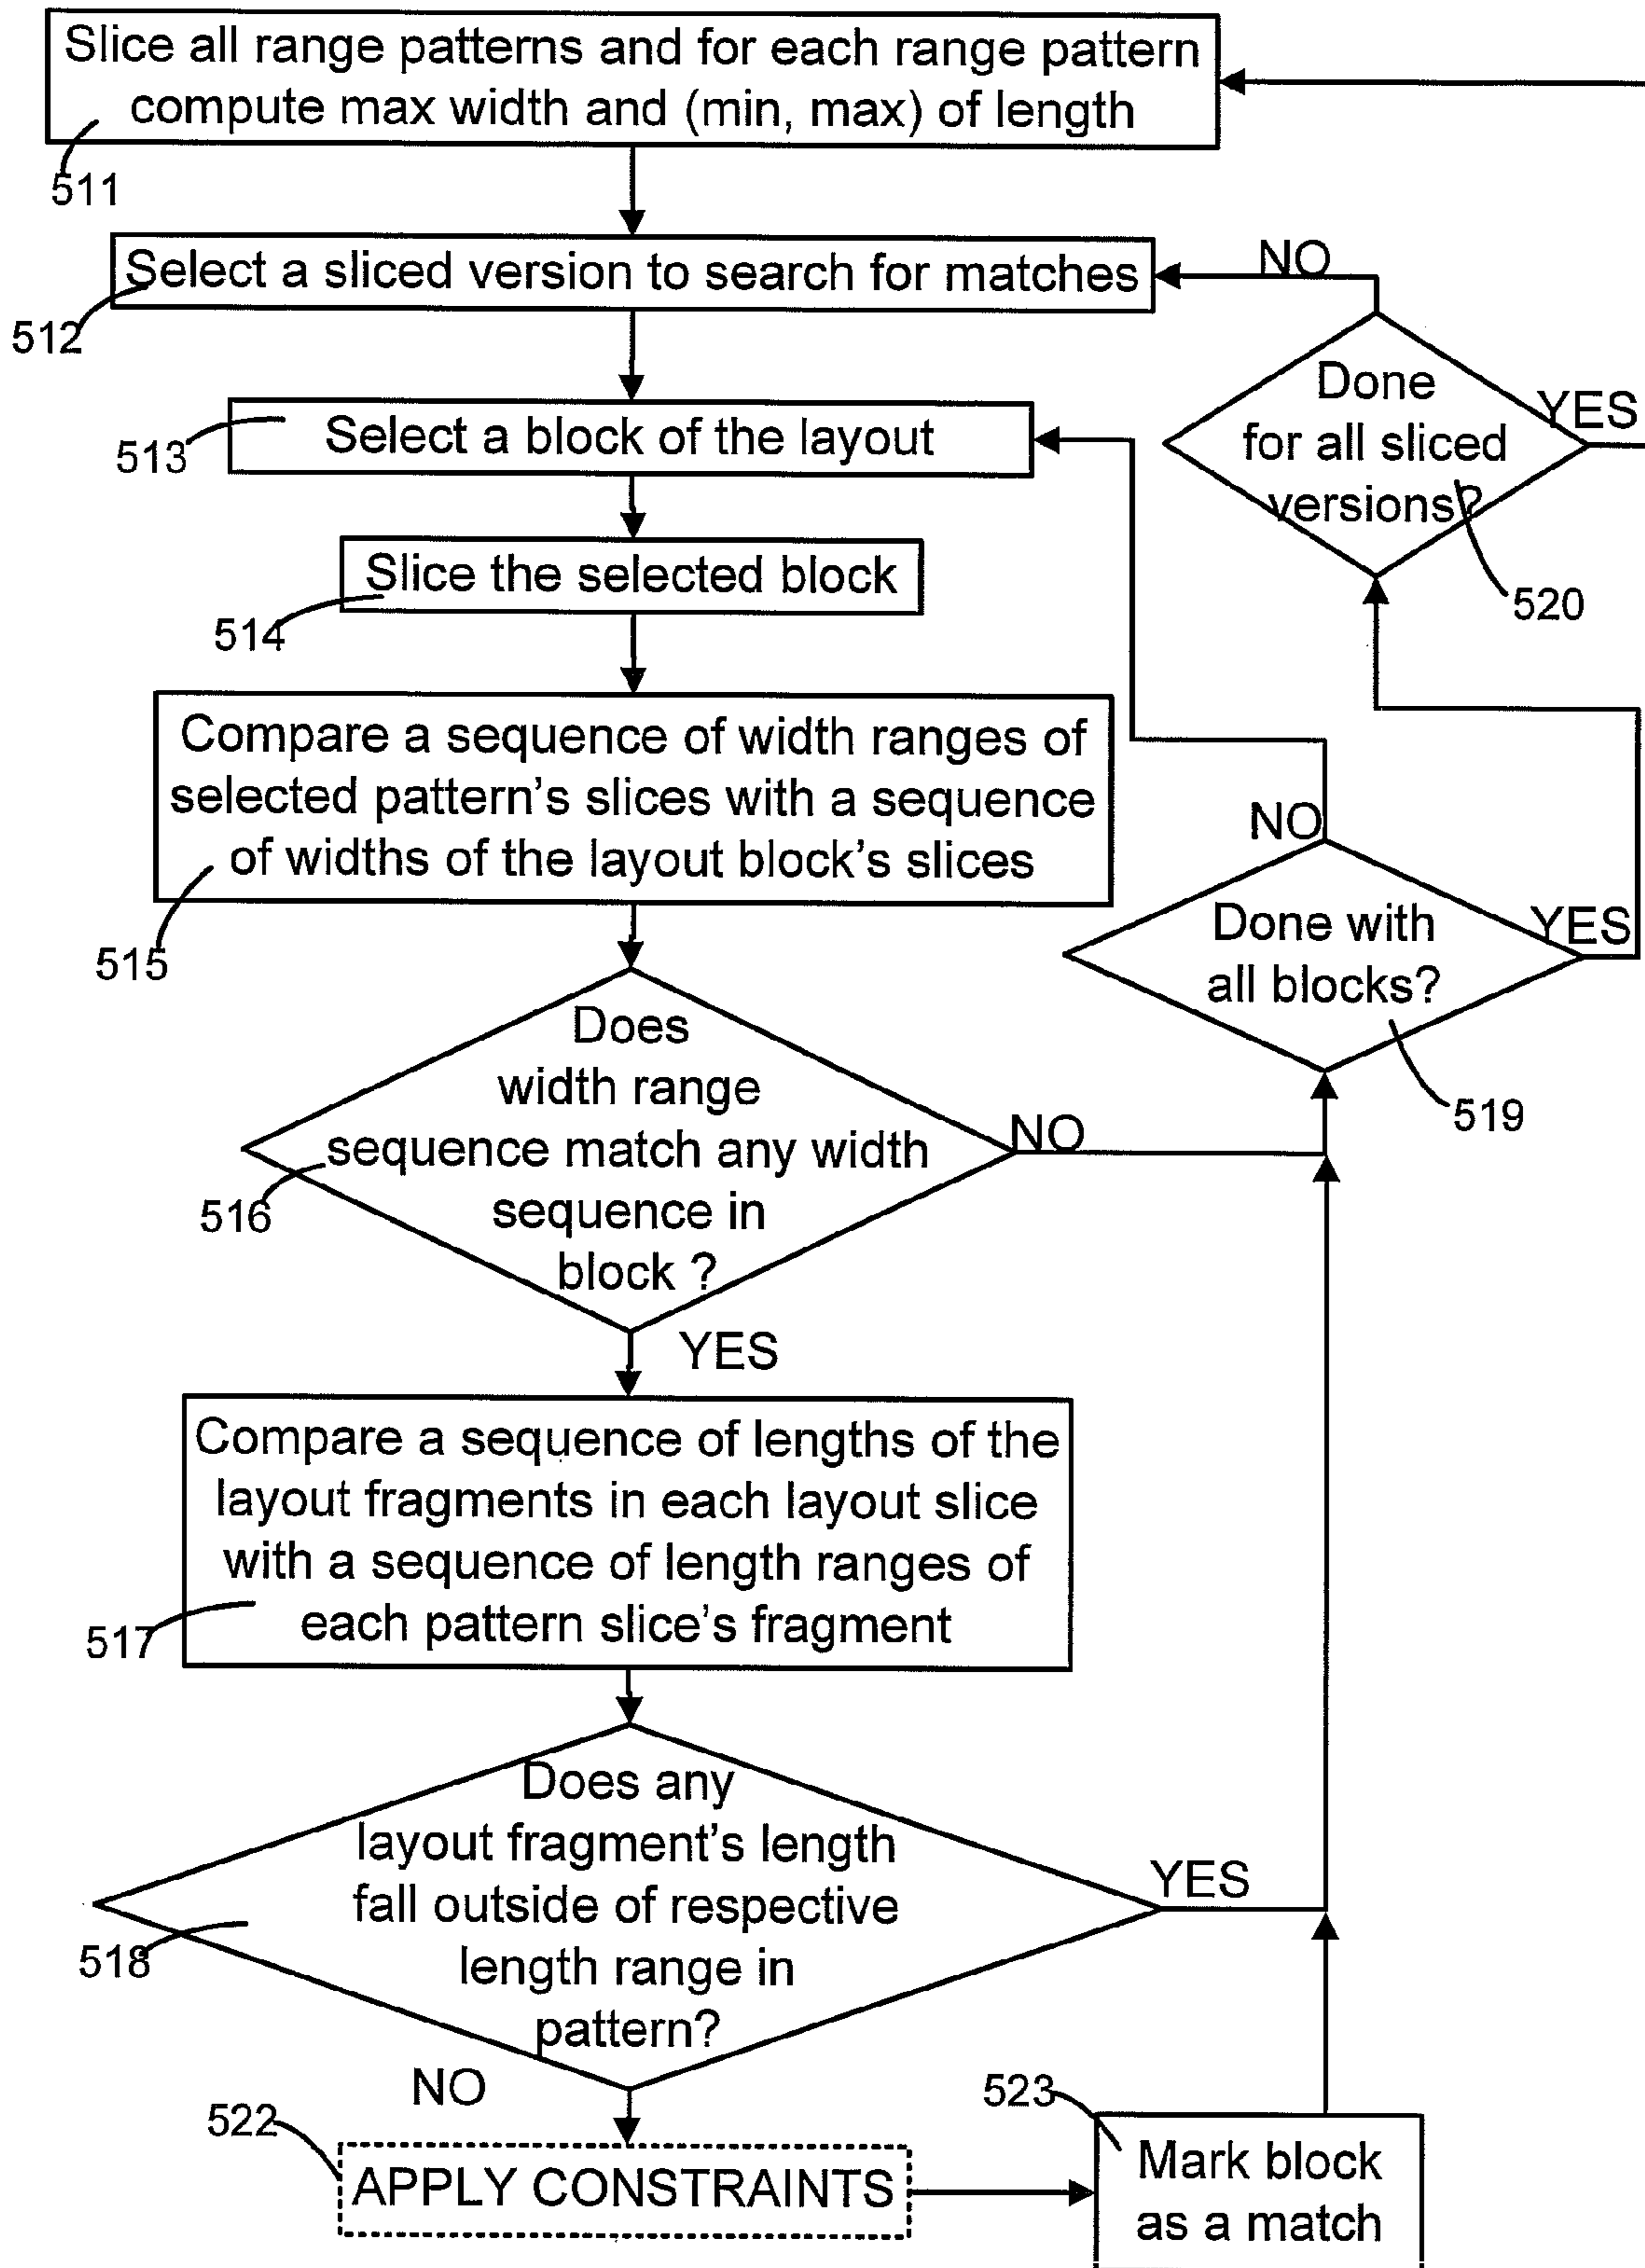 Slice all range patterns and for each range pattern
compute max width and (min, max) of length
511
Select a sliced version to search for matches
512
NO
Done
for all sliced
versions?
YES
520
Select a block of the layout
513
Slice the selected block
514
Compare a sequence of width ranges of
selected pattern's slices with a sequence
of widths of the layout block's slices
515
NO
Done with
all blocks?
YES
519
Does
width range
sequence match any width
sequence in
block ?
516
NO
YES
Compare a sequence of lengths of the
layout fragments in each layout slice
with a sequence of length ranges of
each pattern slice's fragment
517
Does any
layout fragment's length
fall outside of respective
length range in
pattern?
518
YES
NO
522
APPLY CONSTRAINTS
523
Mark block
as a match